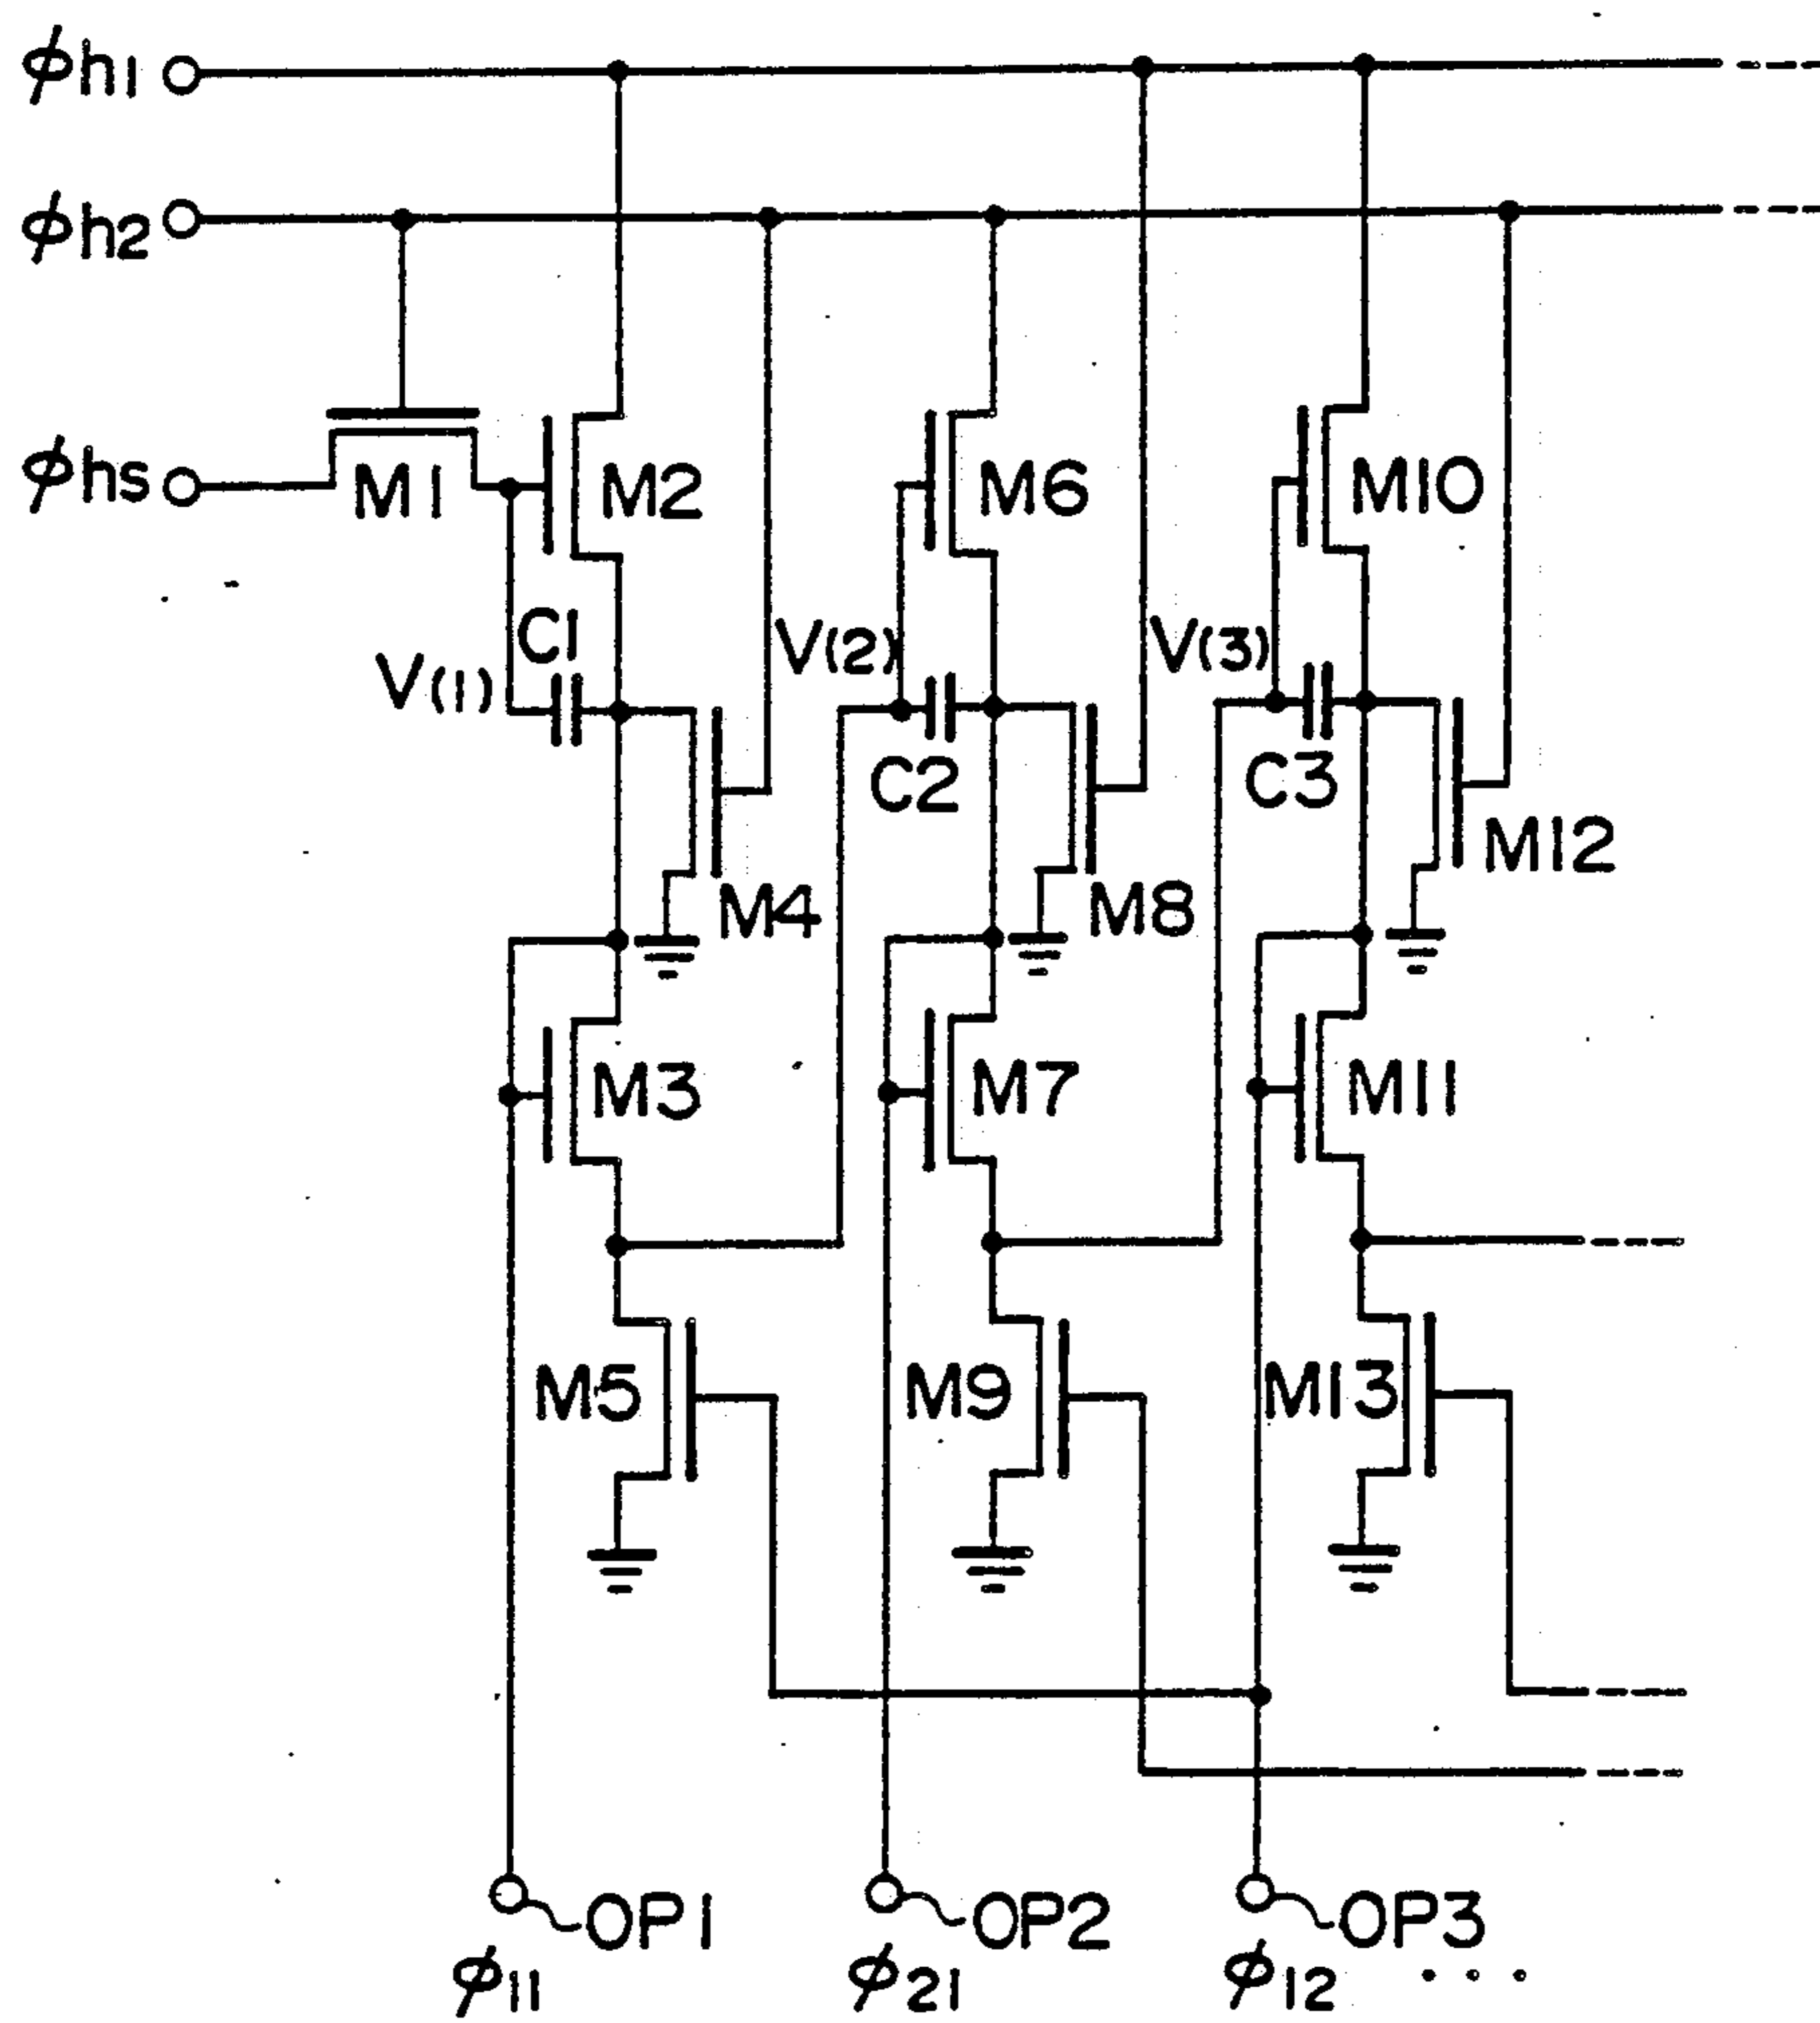 ϕh1
ϕh2
ϕhs
M1
M2
M6
M10
C1
V(1)
V(2)
V(3)
C2
C3
M4
M8
M12
M3
M7
M11
M5
M9
M13
OP1
OP2
OP3
ϕ11
ϕ21
ϕ12 ...